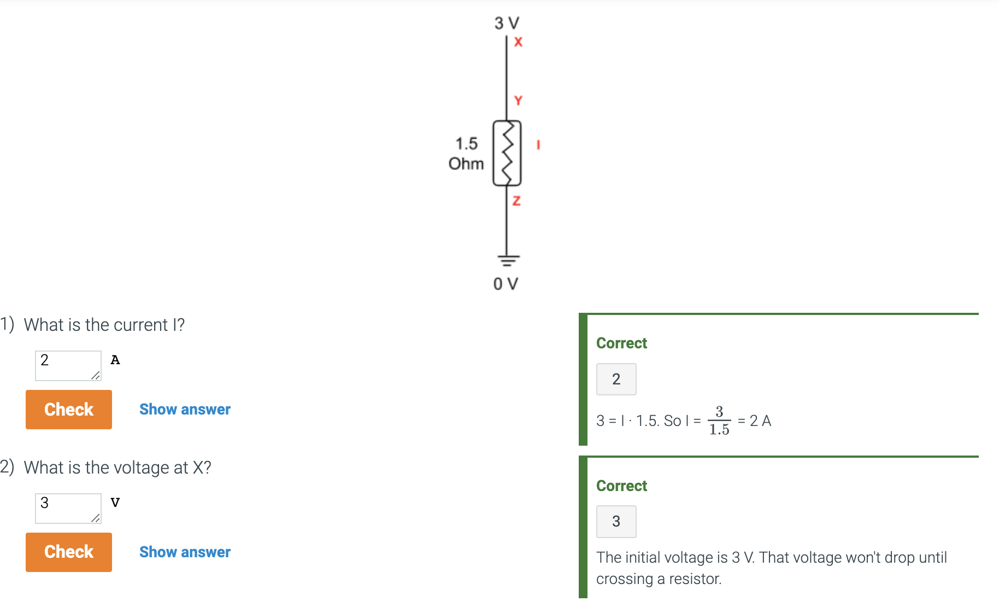 3 V
X
Y
1.5
Ohm
I
Z
0 V
1) What is the current I?
2 A
Check Show answer
Correct
2
3 = I · 1.5. So I = 3/1.5 = 2 A
2) What is the voltage at X?
3 V
Check Show answer
Correct
3
The initial voltage is 3 V. That voltage won't drop until
crossing a resistor.